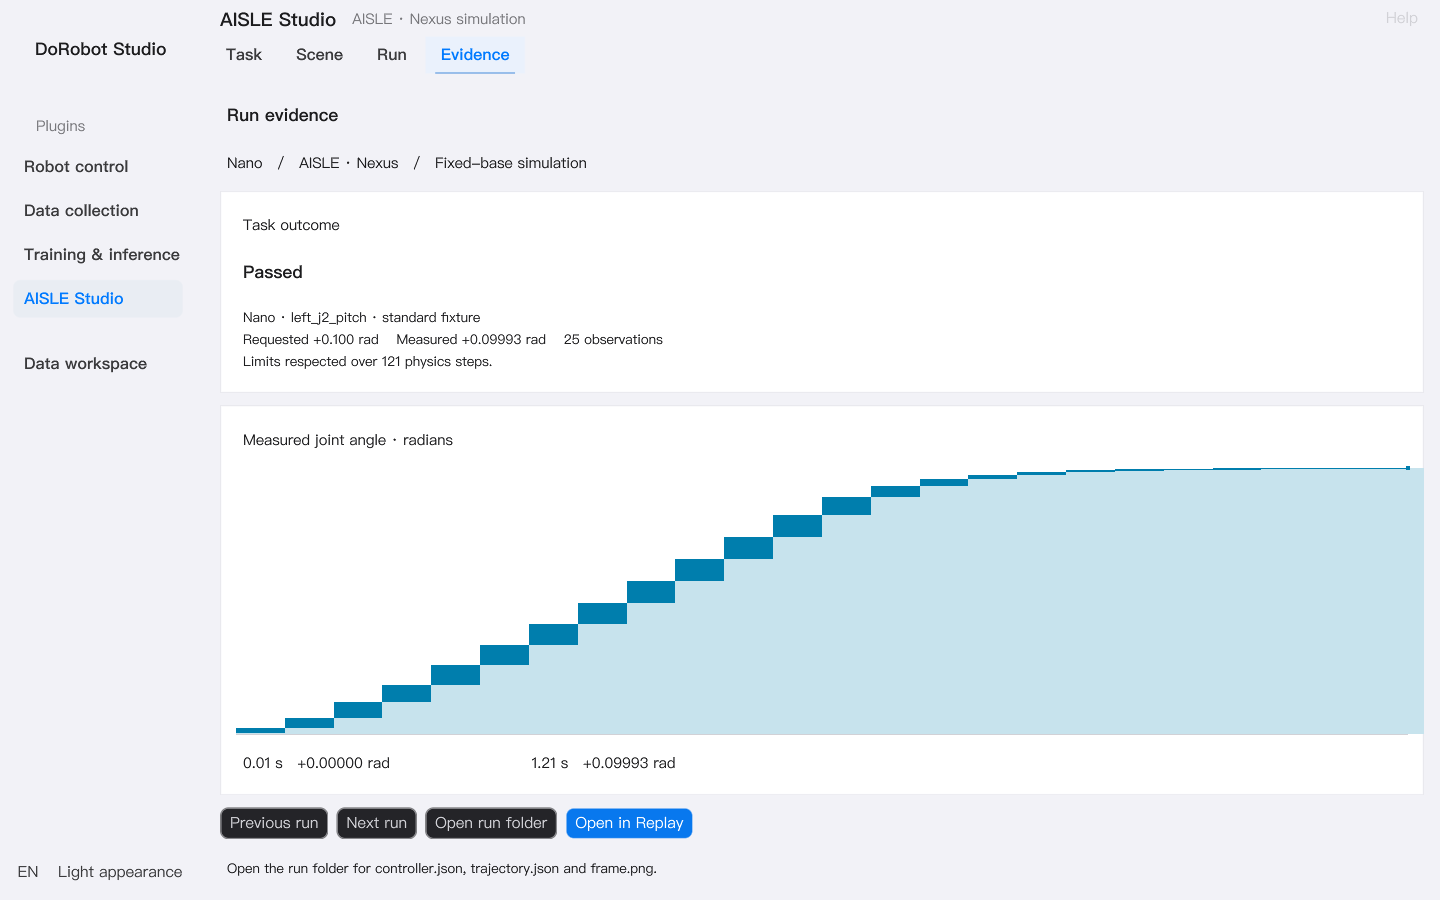 AISLE Studio AISLE · Nexus simulation
Help
DoRobot Studio
Task Scene Run Evidence
Plugins
Robot control
Data collection
Training & inference
AISLE Studio
Data workspace
EN Light appearance
Run evidence
Nano / AISLE · Nexus / Fixed-base simulation
Task outcome
Passed
Nano · left_j2_pitch · standard fixture
Requested +0.100 rad Measured +0.09993 rad 25 observations
Limits respected over 121 physics steps.
Measured joint angle · radians
0.01 s +0.00000 rad 1.21 s +0.09993 rad
Previous run Next run Open run folder Open in Replay
Open the run folder for controller.json, trajectory.json and frame.png.